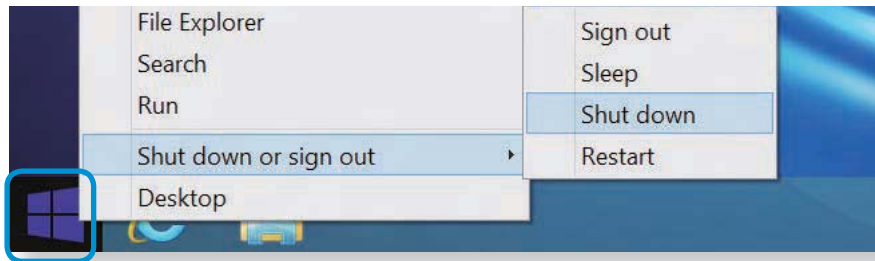 File Explorer
Search
Run
Shut down or sign out
Desktop
Sign out
Sleep
Shut down
Restart